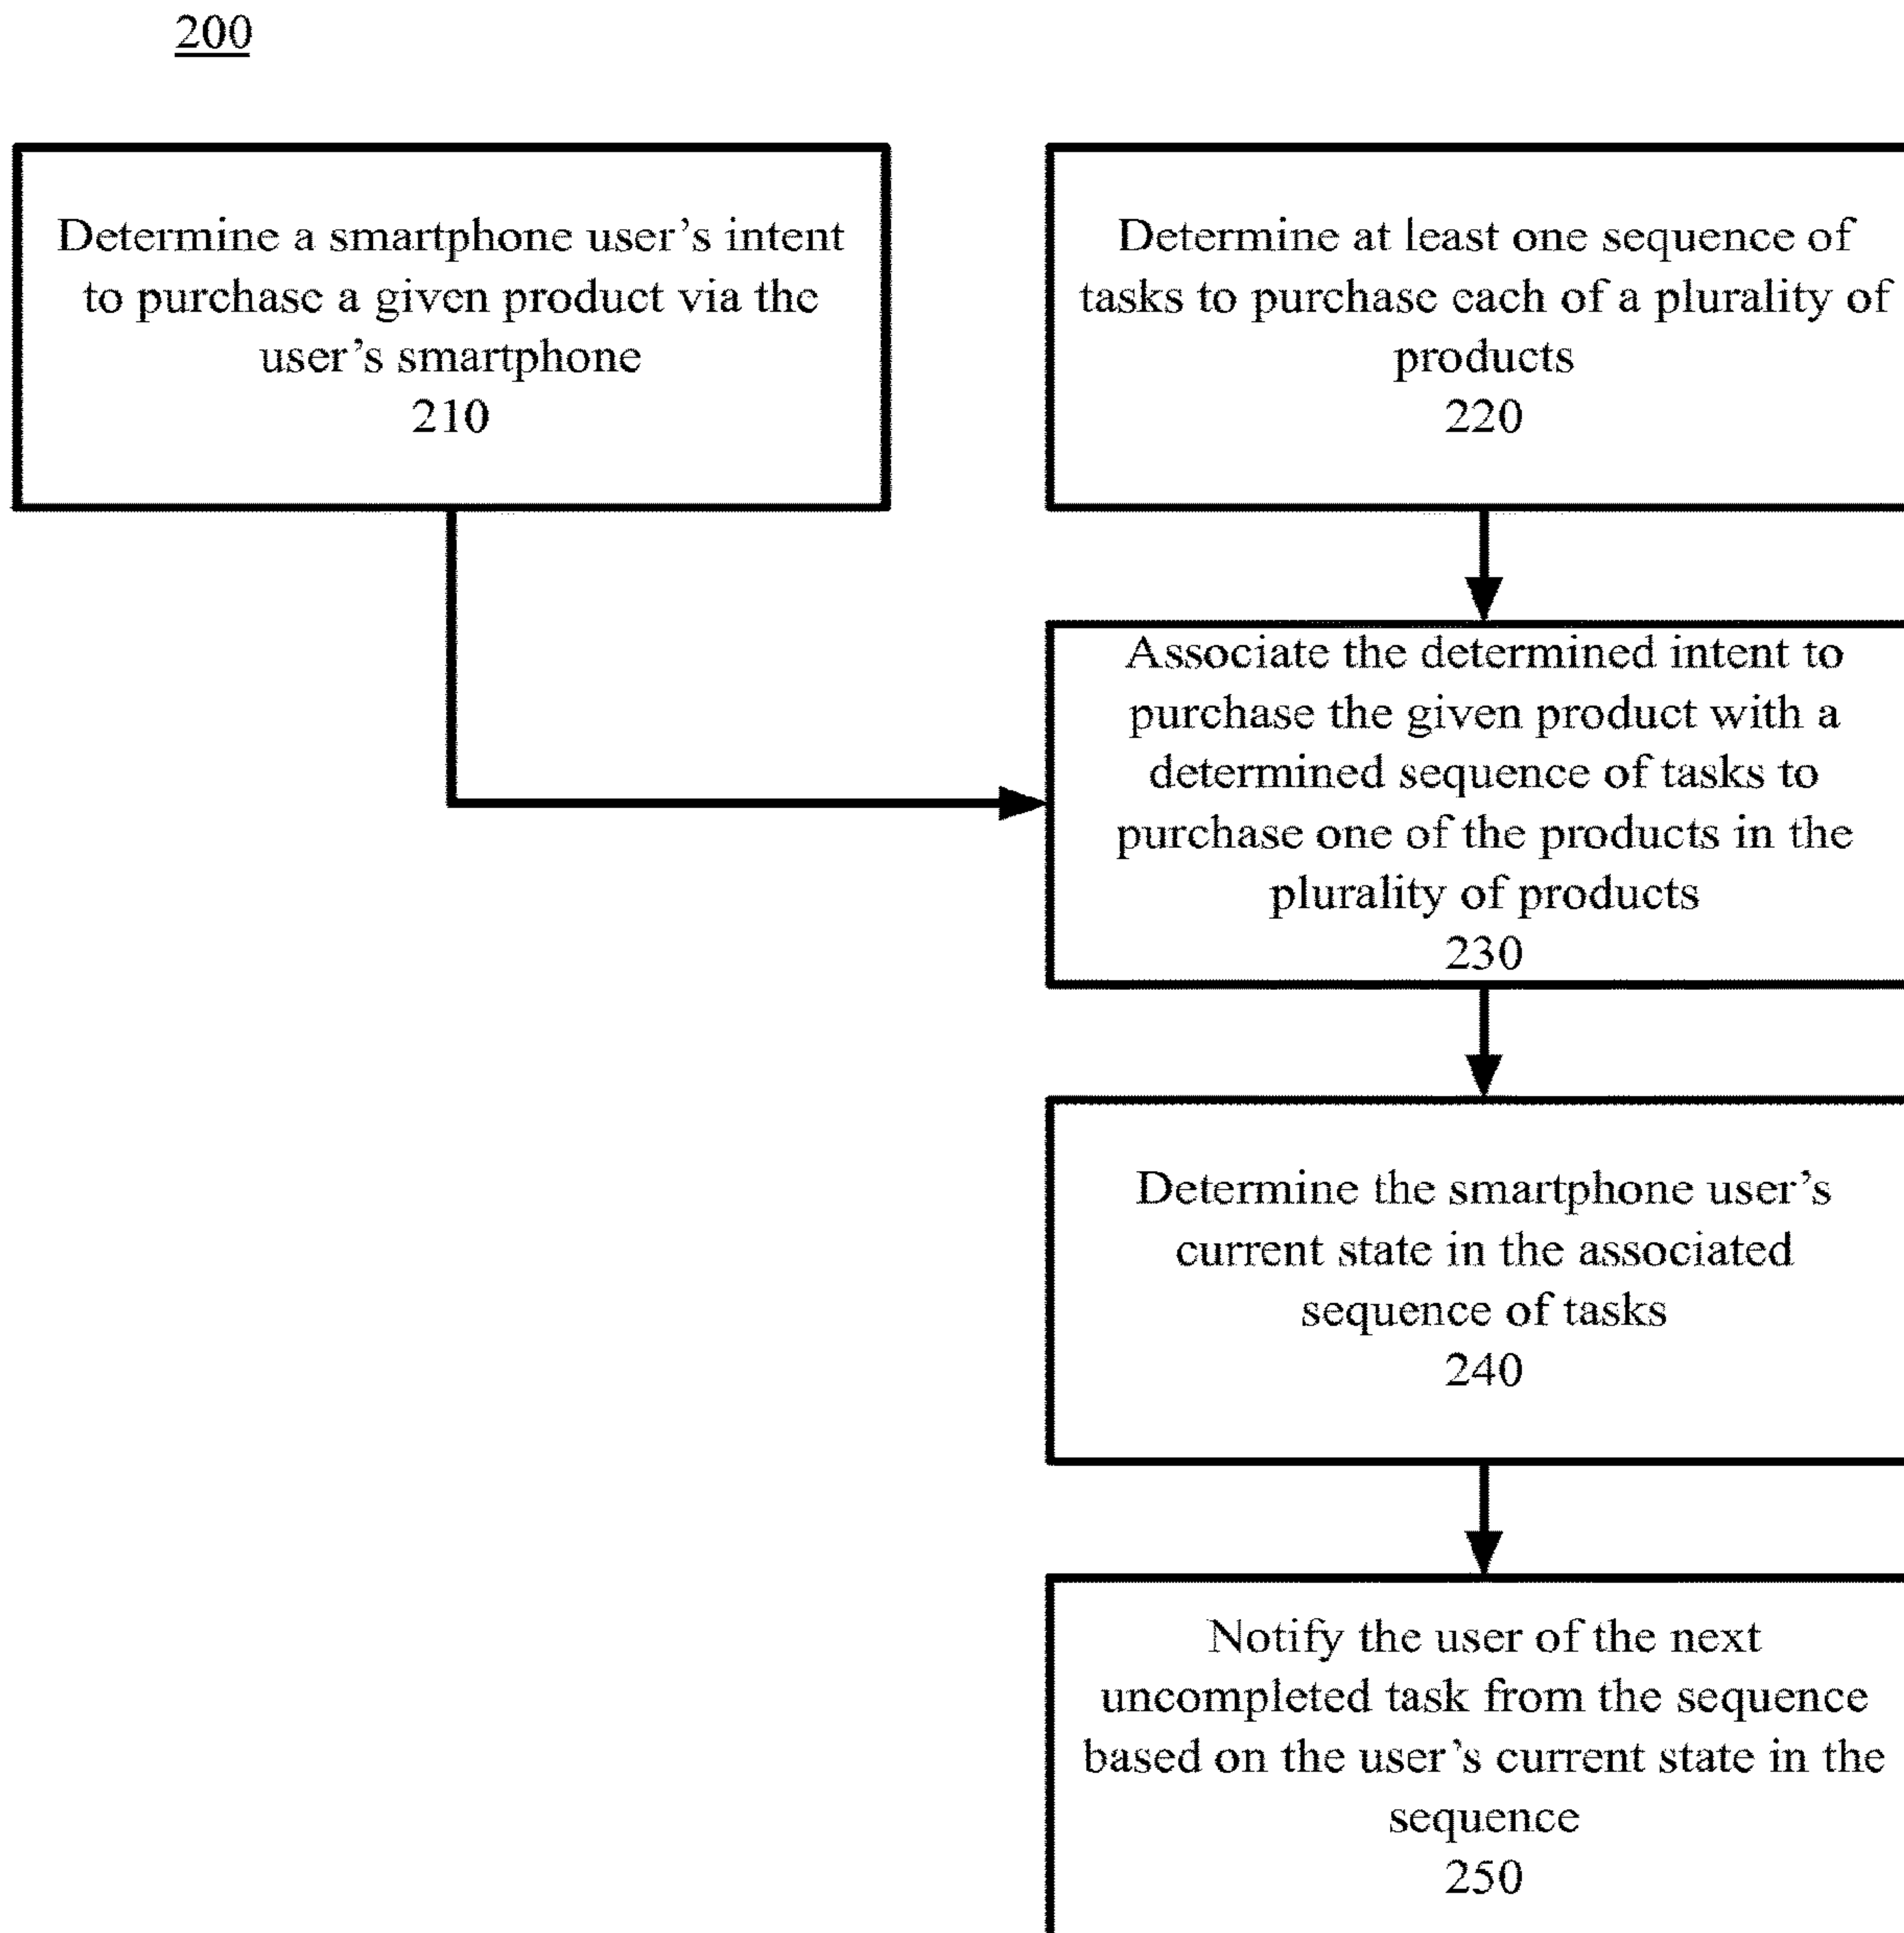 200
Determine a smartphone user's intent
to purchase a given product via the
user's smartphone
210
Determine at least one sequence of
tasks to purchase each of a plurality of
products
220
Associate the determined intent to
purchase the given product with a
determined sequence of tasks to
purchase one of the products in the
plurality of products
230
Determine the smartphone user's
current state in the associated
sequence of tasks
240
Notify the user of the next
uncompleted task from the sequence
based on the user's current state in the
sequence
250